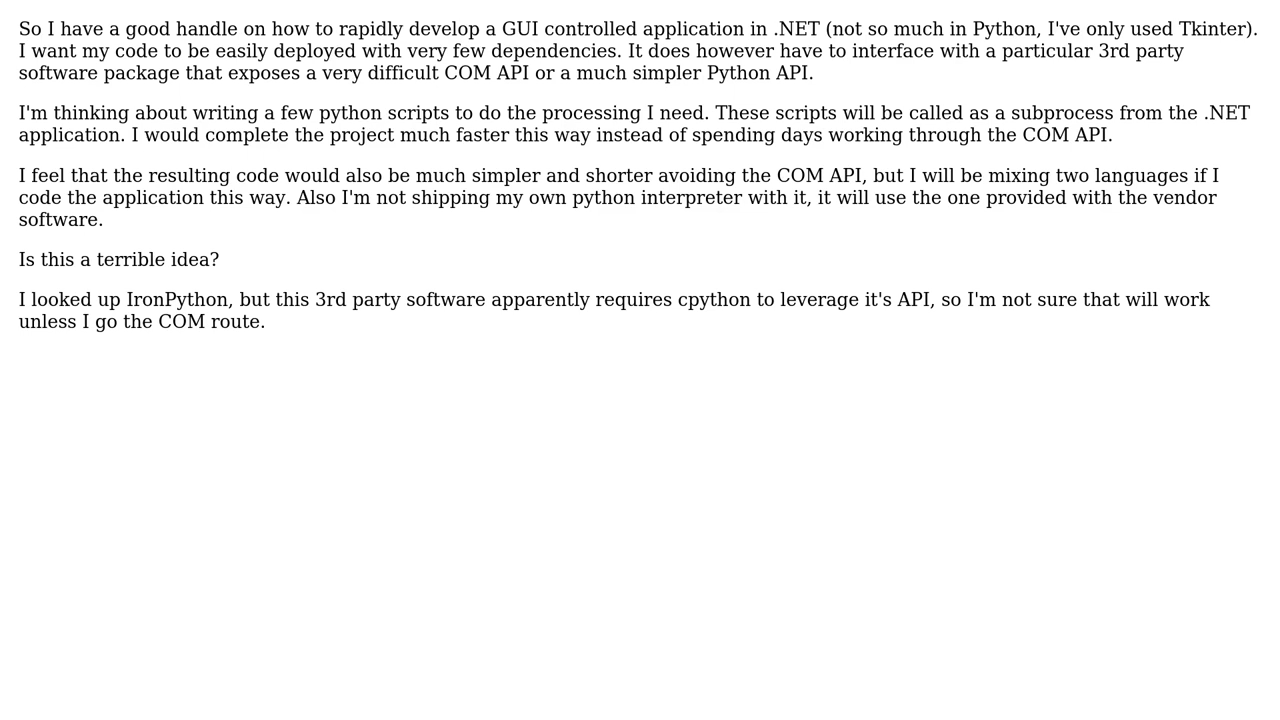 So I have a good handle on how to rapidly develop a GUI controlled application in .NET (not so much in Python, I've only used Tkinter).
I want my code to be easily deployed with very few dependencies. It does however have to interface with a particular 3rd party
software package that exposes a very difficult COM API or a much simpler Python API.
I'm thinking about writing a few python scripts to do the processing I need. These scripts will be called as a subprocess from the .NET
application. I would complete the project much faster this way instead of spending days working through the COM API.
I feel that the resulting code would also be much simpler and shorter avoiding the COM API, but I will be mixing two languages if I
code the application this way. Also I'm not shipping my own python interpreter with it, it will use the one provided with the vendor
software.
Is this a terrible idea?
I looked up IronPython, but this 3rd party software apparently requires cpython to leverage it's API, so I'm not sure that will work
unless I go the COM route.